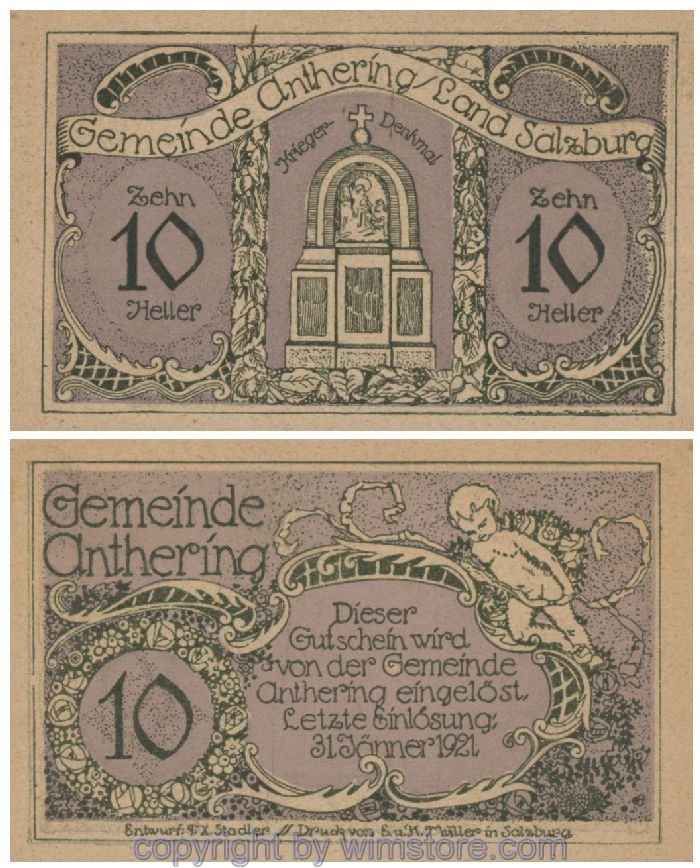 Gemeinde Anthering/Land Salzburg
Krieger- Denkmal
Zehn
10
Heller
Zehn
10
Heller
Gemeinde
Anthering
Dieser
Gutschein wird
von der Gemeinde
Anthering eingelöst.
Letzte Einlösung:
31. Jänner 1921
10
Entwurf: F. X. Stadler // Druck von E. u. K. Müller in Salzburg
copyright by wimstore.com